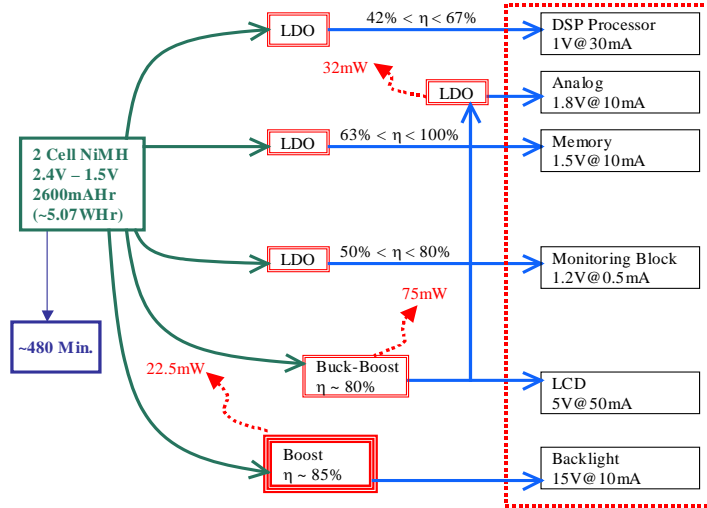 LDO
42% < η < 67%
DSP Processor
1V@30mA
32mW
LDO
Analog
1.8V@10mA
2 Cell NiMH
2.4V – 1.5V
2600mAHr
(~5.07WHr)
LDO
63% < η < 100%
Memory
1.5V@10mA
LDO
50% < η < 80%
Monitoring Block
1.2V@0.5mA
~480 Min.
75mW
22.5mW
Buck-Boost
η ~ 80%
LCD
5V@50mA
Boost
η ~ 85%
Backlight
15V@10mA